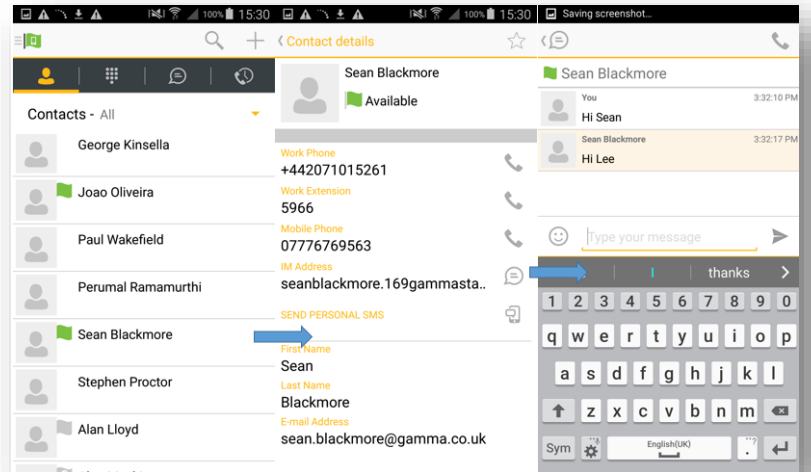 100% 15:30
Contacts - All
George Kinsella
Joao Oliveira
Paul Wakefield
Perumal Ramamurthi
Sean Blackmore
Stephen Proctor
Alan Lloyd
100% 15:30
Contact details
Sean Blackmore
Available
Work Phone
+442071015261
Work Extension
5966
Mobile Phone
07776769563
IM Address
seanblackmore.169gammasta..
SEND PERSONAL SMS
First Name
Sean
Last Name
Blackmore
E-mail Address
sean.blackmore@gamma.co.uk
Saving screenshot...
Sean Blackmore
You 3:32:10 PM
Hi Sean
Sean Blackmore 3:32:17 PM
Hi Lee
Type your message
I thanks
1 2 3 4 5 6 7 8 9 0
q w e r t y u i o p
a s d f g h j k l
z x c v b n m
Sym English(UK) .